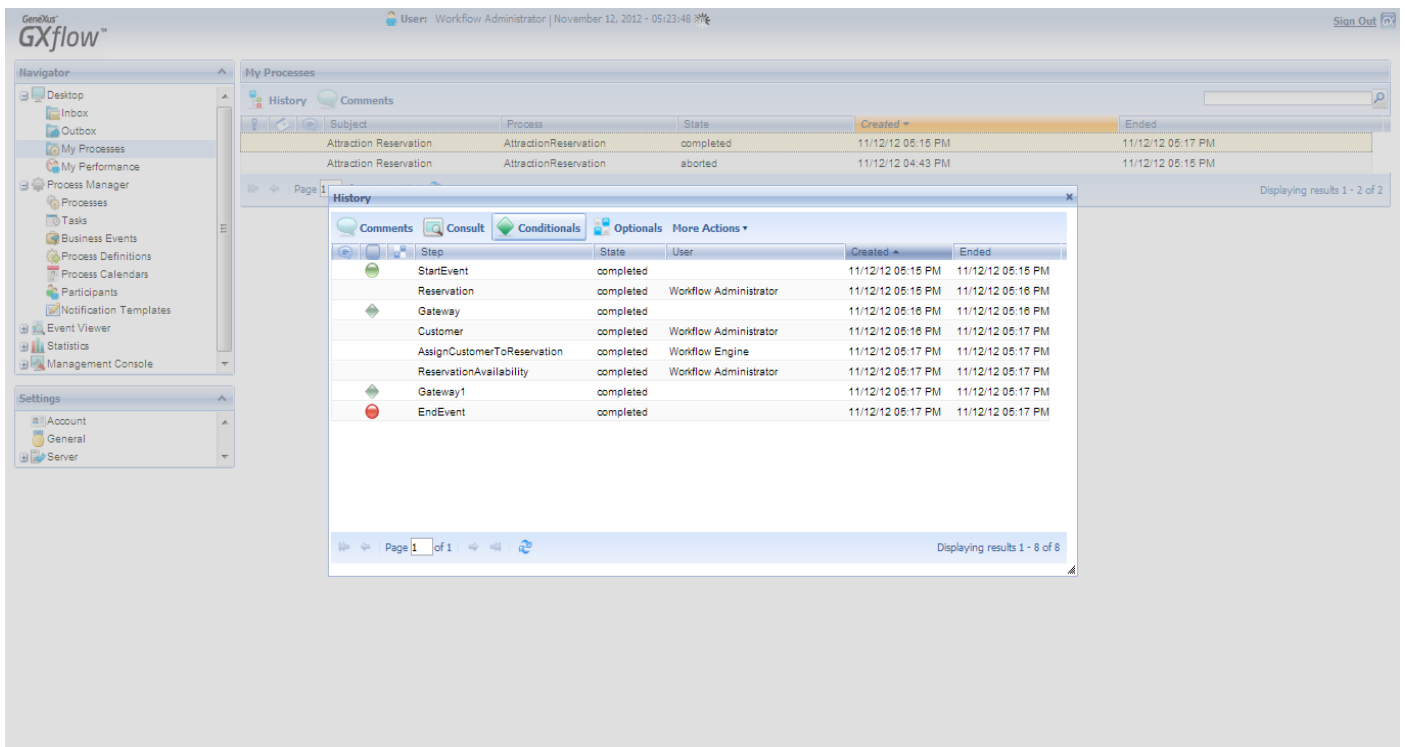 GeneXus™
GXflow™
User: Workflow Administrator | November 12, 2012 - 05:23:48
Sign Out
Navigator
Desktop
Inbox
Outbox
My Processes
My Performance
Process Manager
Processes
Tasks
Business Events
Process Definitions
Process Calendars
Participants
Notification Templates
Event Viewer
Statistics
Management Console
Settings
Account
General
Server
My Processes
History Comments
Subject Process State Created Ended
Attraction Reservation AttractionReservation completed 11/12/12 05:15 PM 11/12/12 05:17 PM
Attraction Reservation AttractionReservation aborted 11/12/12 04:43 PM 11/12/12 05:15 PM
Page 1 Displaying results 1 - 2 of 2
History x
Comments Consult Conditionals Optionals More Actions
Step State User Created Ended
StartEvent completed 11/12/12 05:15 PM 11/12/12 05:15 PM
Reservation completed Workflow Administrator 11/12/12 05:15 PM 11/12/12 05:16 PM
Gateway completed 11/12/12 05:16 PM 11/12/12 05:16 PM
Customer completed Workflow Administrator 11/12/12 05:16 PM 11/12/12 05:17 PM
AssignCustomerToReservation completed Workflow Engine 11/12/12 05:17 PM 11/12/12 05:17 PM
ReservationAvailability completed Workflow Administrator 11/12/12 05:17 PM 11/12/12 05:17 PM
Gateway1 completed 11/12/12 05:17 PM 11/12/12 05:17 PM
EndEvent completed 11/12/12 05:17 PM 11/12/12 05:17 PM
Page 1 of 1 Displaying results 1 - 8 of 8